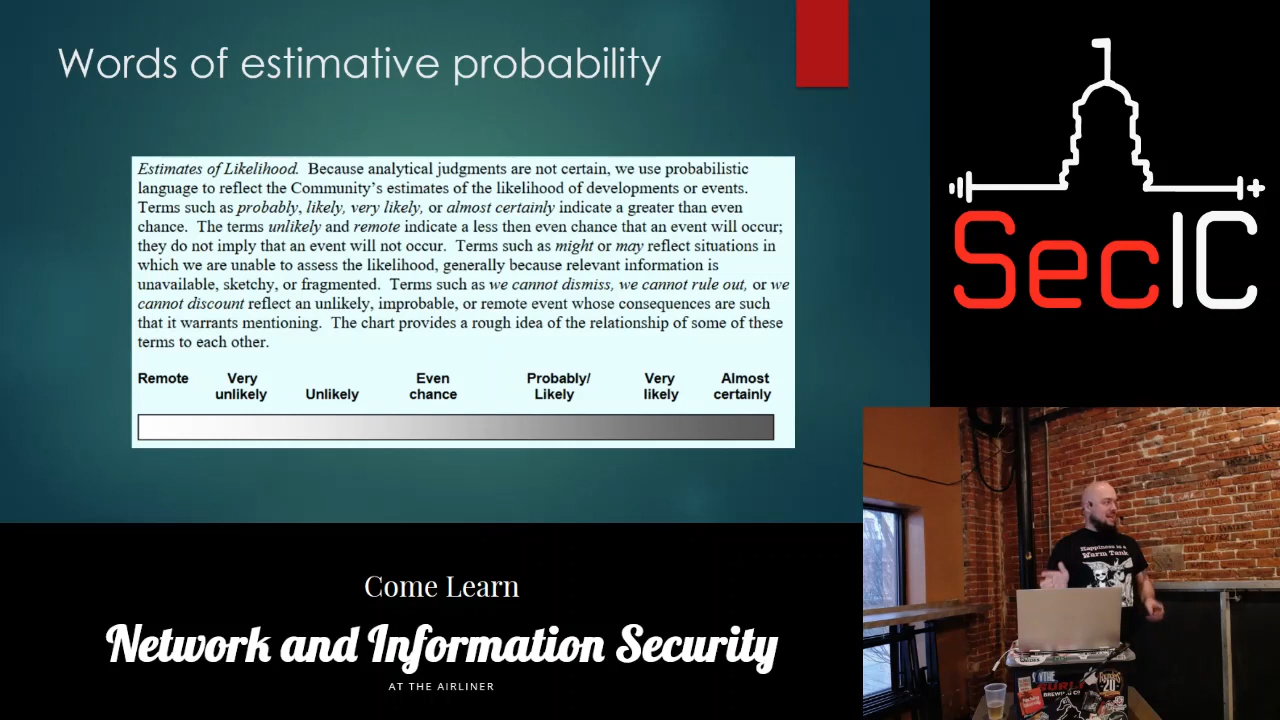 Words of estimative probability
Estimates of Likelihood. Because analytical judgments are not certain, we use probabilistic
language to reflect the Community's estimates of the likelihood of developments or events.
Terms such as probably, likely, very likely, or almost certainly indicate a greater than even
chance. The terms unlikely and remote indicate a less then even chance that an event will occur;
they do not imply that an event will not occur. Terms such as might or may reflect situations in
which we are unable to assess the likelihood, generally because relevant information is
unavailable, sketchy, or fragmented. Terms such as we cannot dismiss, we cannot rule out, or we
cannot discount reflect an unlikely, improbable, or remote event whose consequences are such
that it warrants mentioning. The chart provides a rough idea of the relationship of some of these
terms to each other.
Remote
Very
unlikely
Unlikely
Even
chance
Probably/
Likely
Very
likely
Almost
certainly
SecIC
Happiness is a
Warm Tank
BREWING CO
Come Learn
Network and Information Security
AT THE AIRLINER